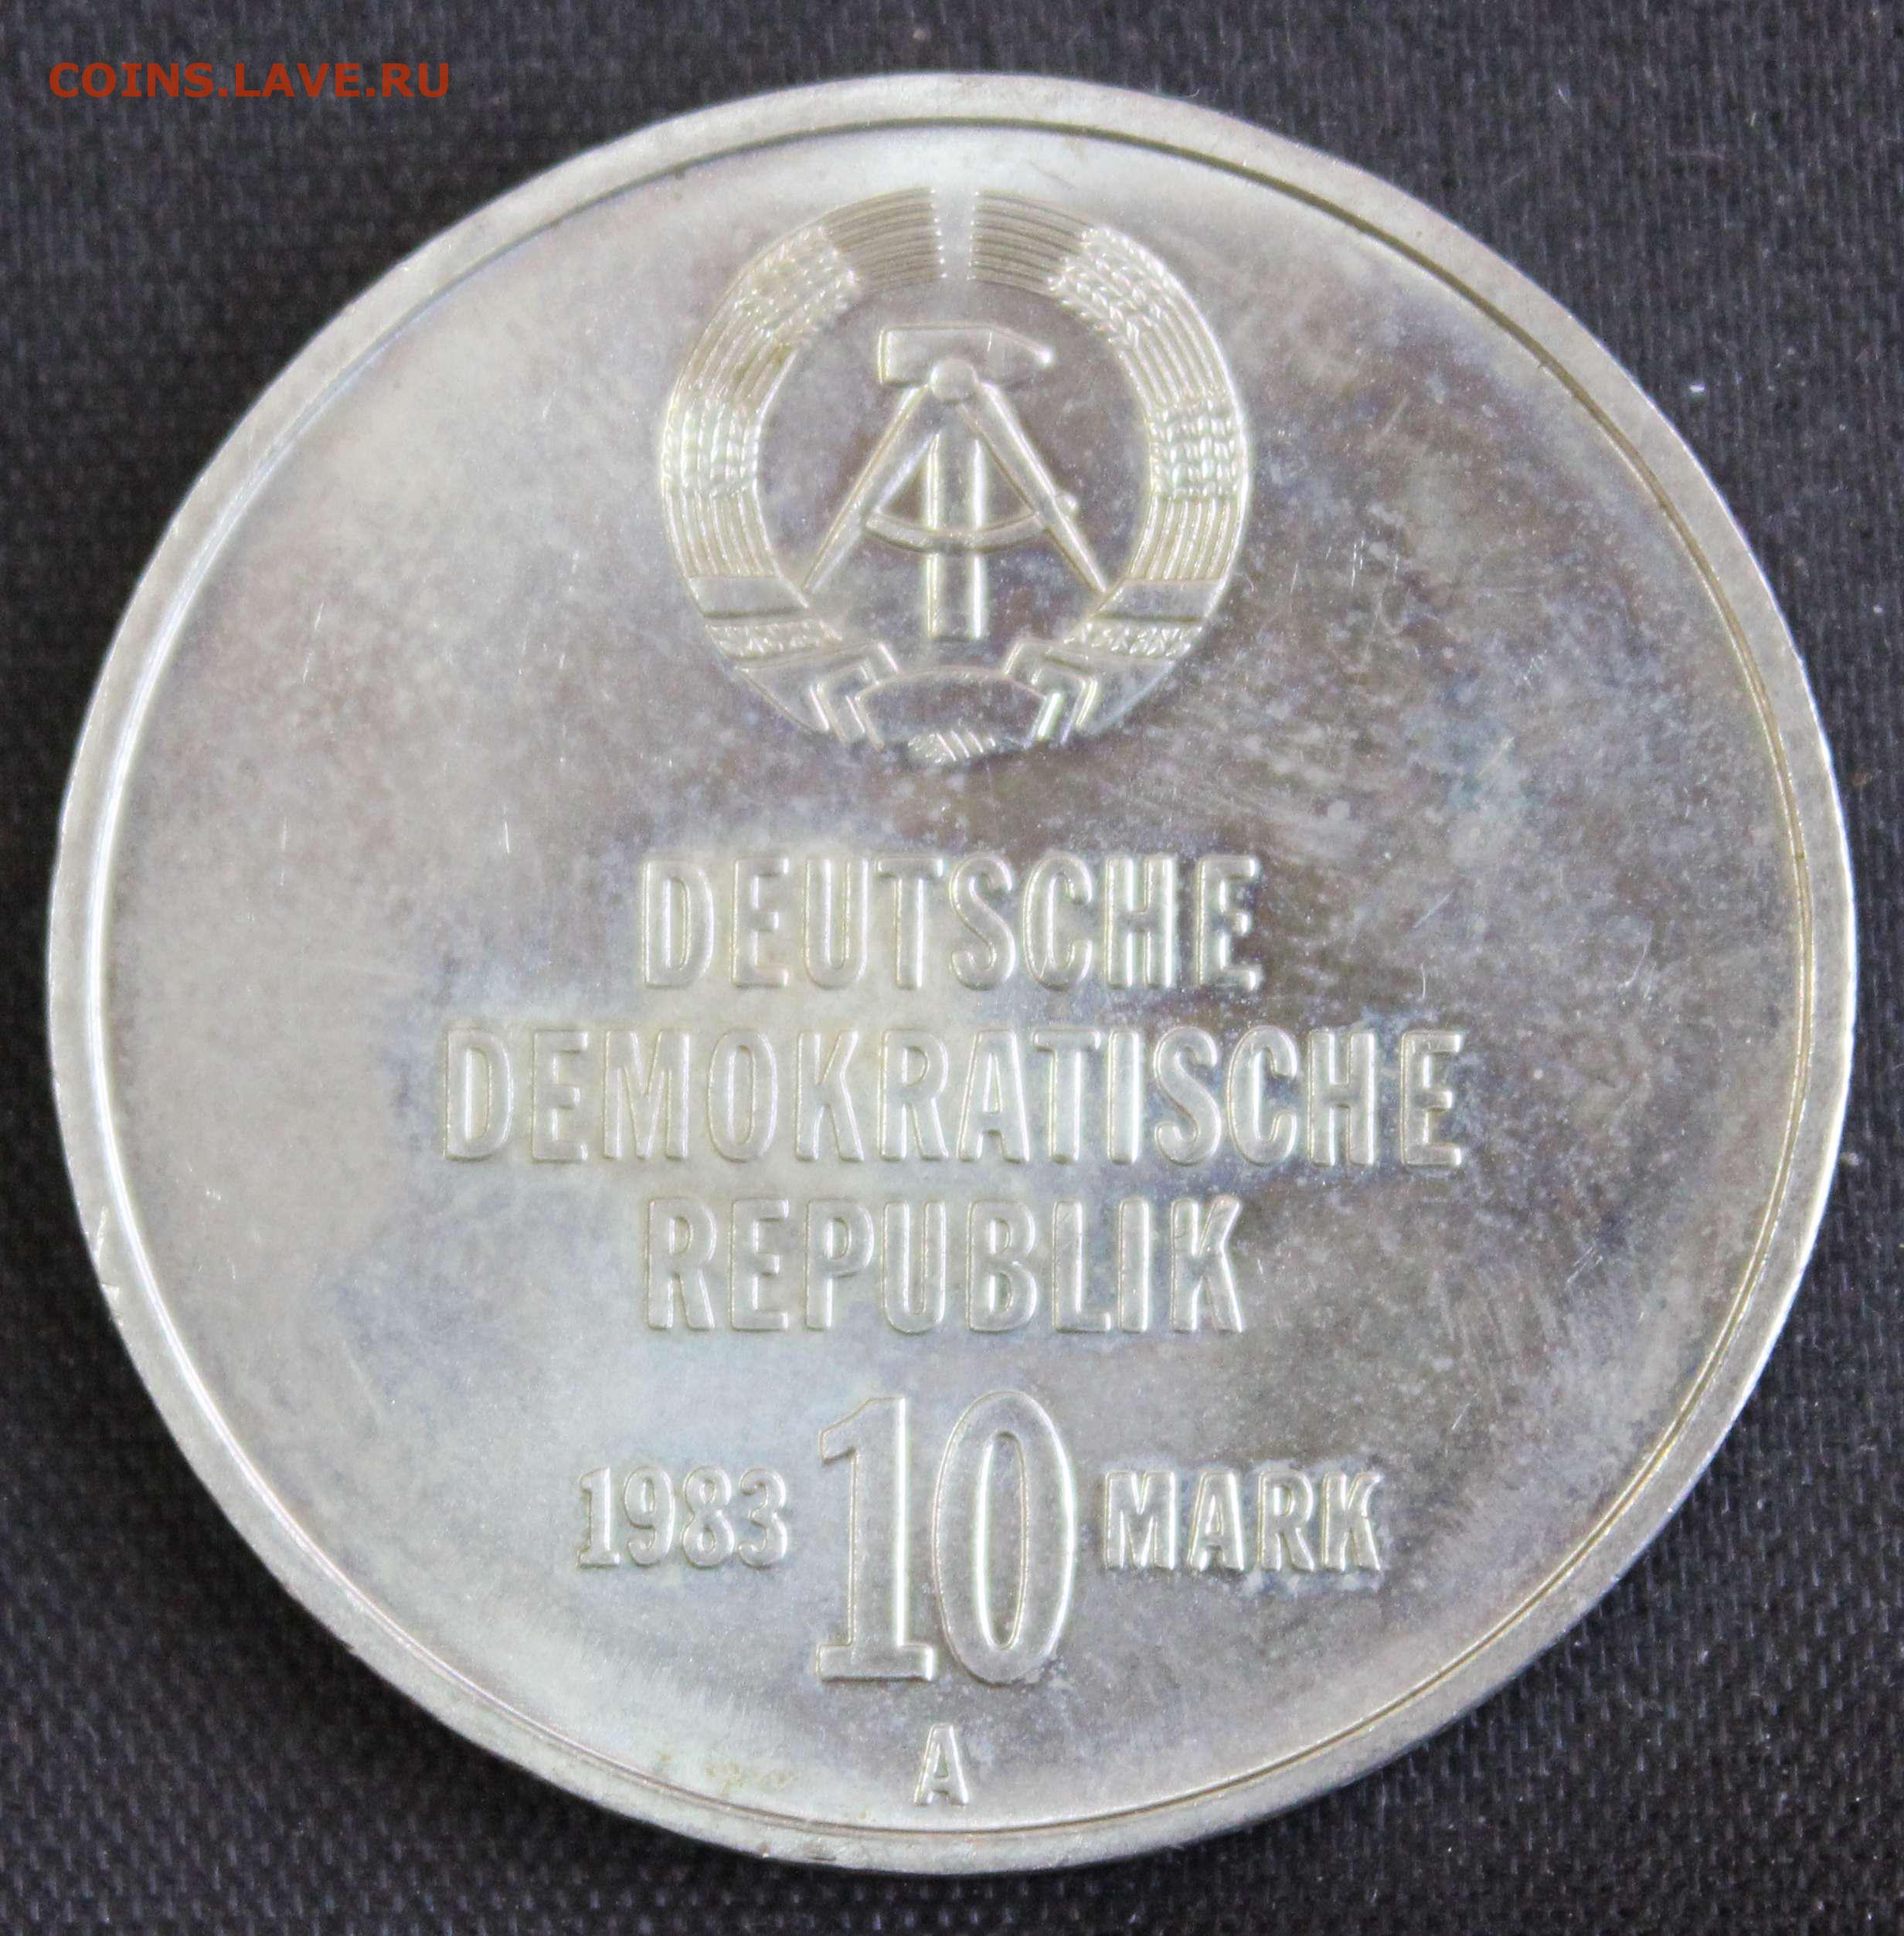 COINS.LAVE.RU
DEUTSCHE
DEMOKRATISCHE
REPUBLIK
1983 10 MARK
A